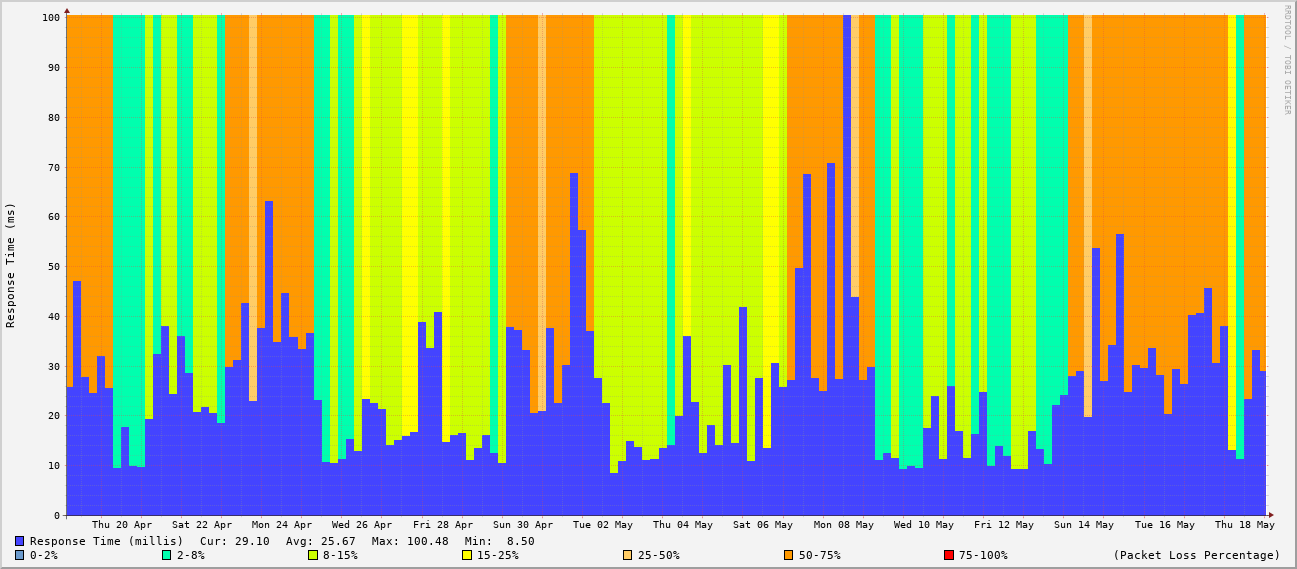 RRDTOOL / TOBI OETIKER
Response Time (ms)
100
90
80
70
60
50
40
30
20
10
0
Thu 20 Apr Sat 22 Apr Mon 24 Apr Wed 26 Apr Fri 28 Apr Sun 30 Apr Tue 02 May Thu 04 May Sat 06 May Mon 08 May Wed 10 May Fri 12 May Sun 14 May Tue 16 May Thu 18 May
Response Time (millis) Cur: 29.10 Avg: 25.67 Max: 100.48 Min: 8.50
0-2% 2-8% 8-15% 15-25% 25-50% 50-75% 75-100% (Packet Loss Percentage)